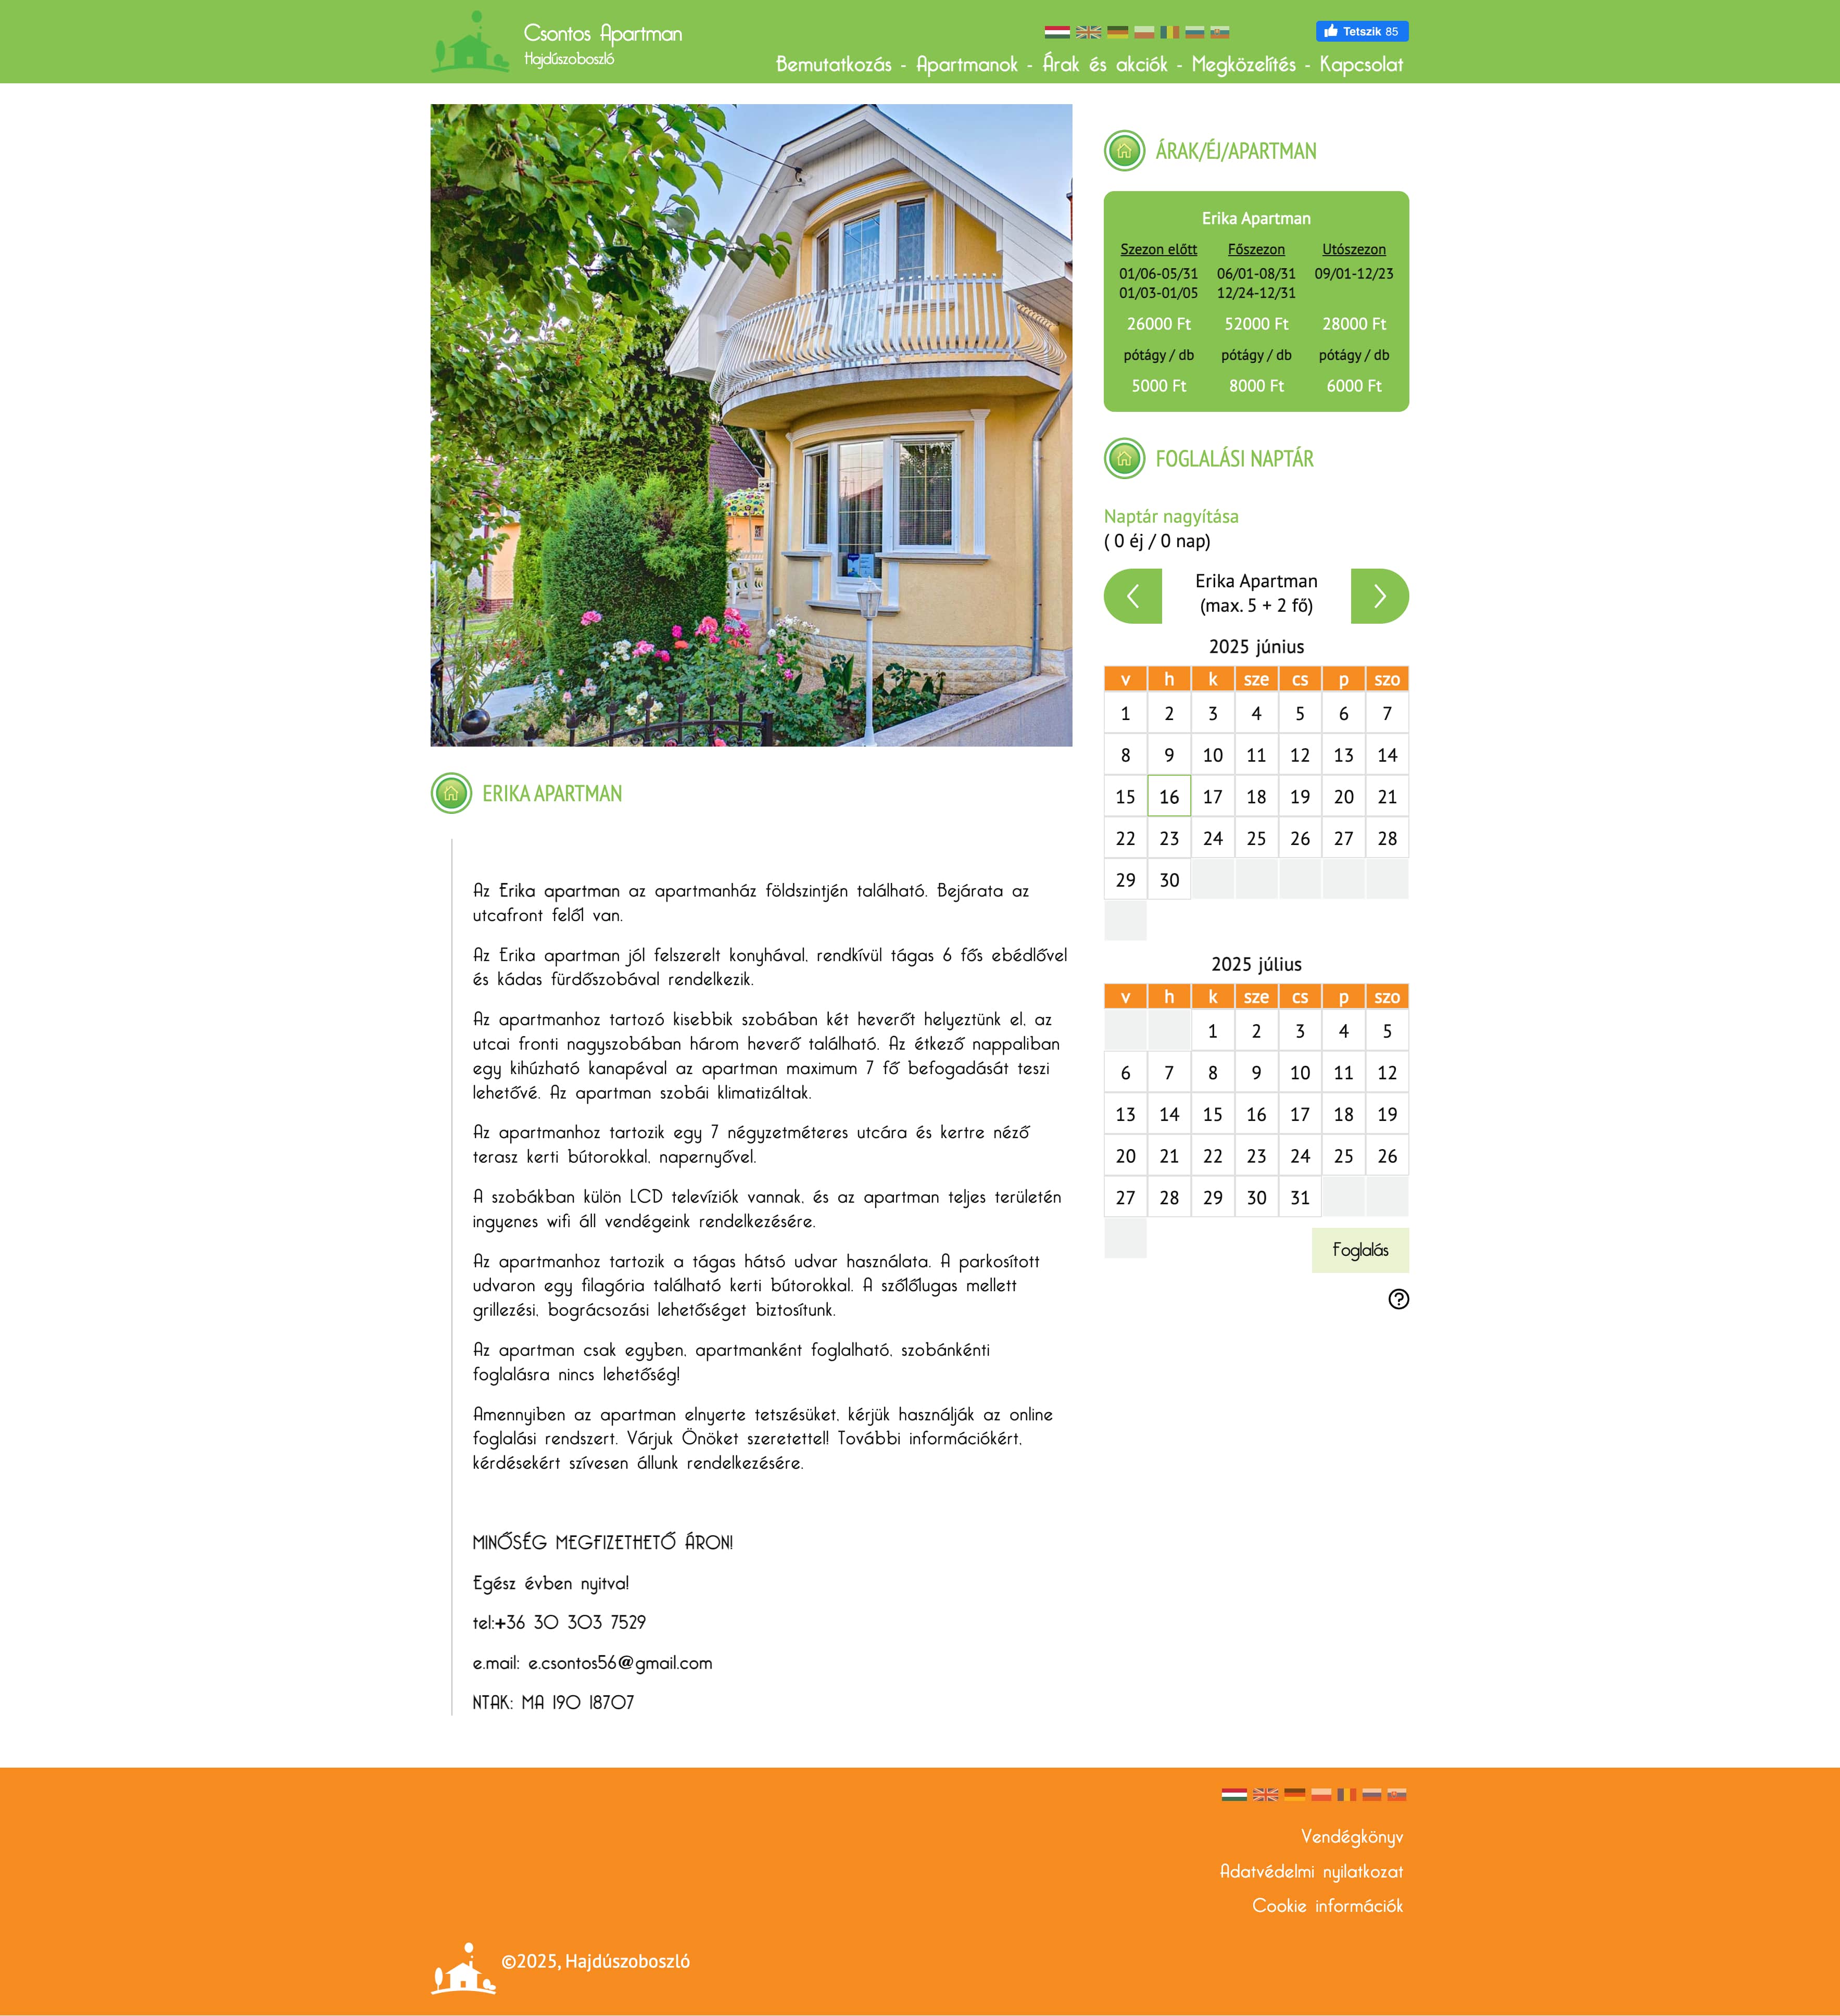 Csontos Apartman
Hajdúszoboszló
Tetszik 85
Bemutatkozás - Apartmanok - Árak és akciók - Megközelítés - Kapcsolat
24
ERIKA APARTMAN
Az Erika apartman az apartmanház földszintjén található. Bejárata az
utcafront felől van.
Az Erika apartman jól felszerelt konyhával, rendkívül tágas 6 fős ebédlővel
és kádas fürdőszobával rendelkezik.
Az apartmanhoz tartozó kisebbik szobában két heverőt helyeztünk el, az
utcai fronti nagyszobában három heverő található. Az étkező nappaliban
egy kihúzható kanapéval az apartman maximum 7 fő befogadását teszi
lehetővé. Az apartman szobái klimatizáltak.
Az apartmanhoz tartozik egy 7 négyzetméteres utcára és kertre néző
terasz kerti bútorokkal, napernyővel.
A szobákban külön LCD televíziók vannak, és az apartman teljes területén
ingyenes wifi áll vendégeink rendelkezésére.
Az apartmanhoz tartozik a tágas hátsó udvar használata. A parkosított
udvaron egy filagória található kerti bútorokkal. A szőlőlugas mellett
grillezési, bográcsozási lehetőséget biztosítunk.
Az apartman csak egyben, apartmanként foglalható, szobánkénti
foglalásra nincs lehetőség!
Amennyiben az apartman elnyerte tetszésüket, kérjük használják az online
foglalási rendszert. Várjuk Önöket szeretettel! További információkért,
kérdésekért szívesen állunk rendelkezésére.
MINŐSÉG MEGFIZETHETŐ ÁRON!
Egész évben nyitva!
tel:+36 30 303 7529
e.mail: e.csontos56@gmail.com
NTAK: MA 190 18707
ÁRAK/ÉJ/APARTMAN
Erika Apartman
Szezon előtt Főszezon Utószezon
01/06-05/31 06/01-08/31 09/01-12/23
01/03-01/05 12/24-12/31
26000 Ft 52000 Ft 28000 Ft
pótágy / db pótágy / db pótágy / db
5000 Ft 8000 Ft 6000 Ft
FOGLALÁSI NAPTÁR
Naptár nagyítása
( 0 éj / 0 nap)
Erika Apartman
(max. 5 + 2 fő)
2025 június
v h k sze cs p szo
1 2 3 4 5 6 7
8 9 10 11 12 13 14
15 16 17 18 19 20 21
22 23 24 25 26 27 28
29 30
2025 július
v h k sze cs p szo
1 2 3 4 5
6 7 8 9 10 11 12
13 14 15 16 17 18 19
20 21 22 23 24 25 26
27 28 29 30 31
Foglalás
?
Vendégkönyv
Adatvédelmi nyilatkozat
Cookie információk
©2025, Hajdúszoboszló